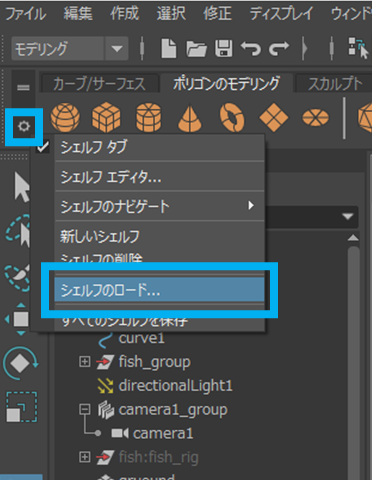 ファイル 編集 作成 選択 修正 ディスプレイ ウィンド
モデリング
カーブ/サーフェス ポリゴンのモデリング スカルプト
シェルフ タブ
シェルフ エディタ...
シェルフのナビゲート
新しいシェルフ
シェルフの削除
シェルフのロード...
すべてのシェルフを保存
curve1
fish_group
directionalLight1
camera1_group
camera1
fish:fish_rig
ground